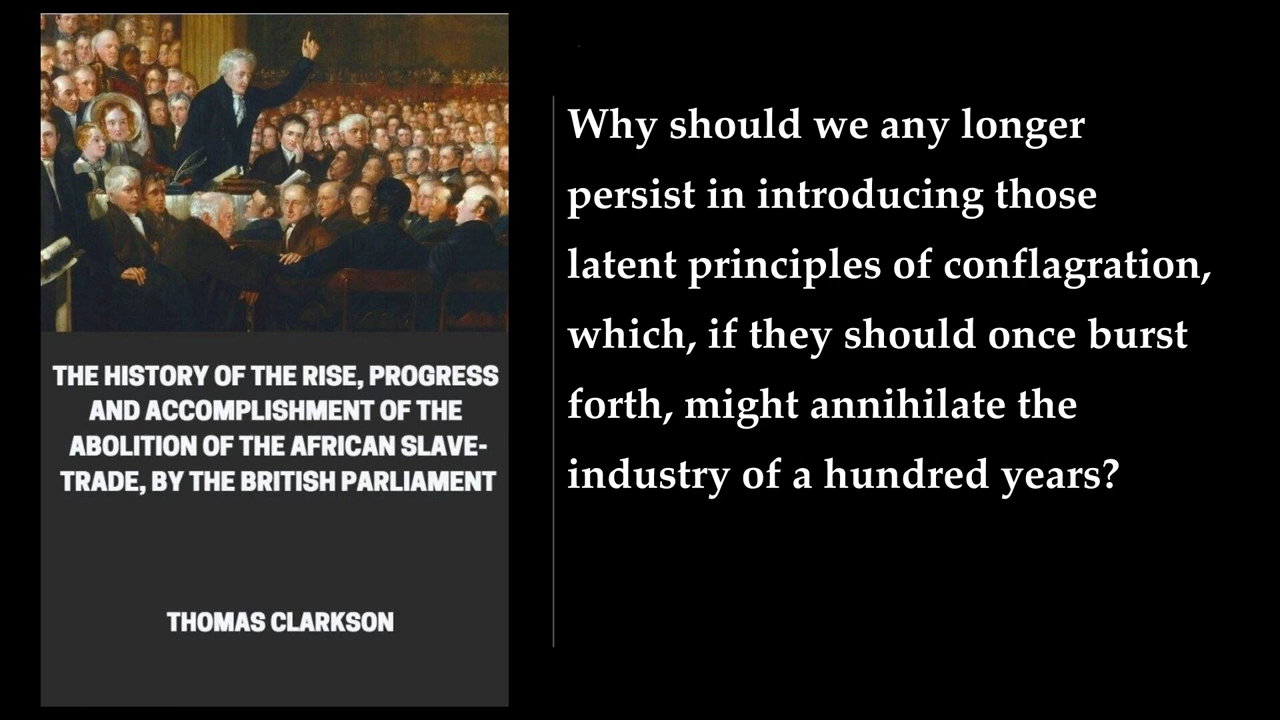 THE HISTORY OF THE RISE, PROGRESS
AND ACCOMPLISHMENT OF THE
ABOLITION OF THE AFRICAN SLAVE-
TRADE, BY THE BRITISH PARLIAMENT
THOMAS CLARKSON
Why should we any longer
persist in introducing those
latent principles of conflagration,
which, if they should once burst
forth, might annihilate the
industry of a hundred years?